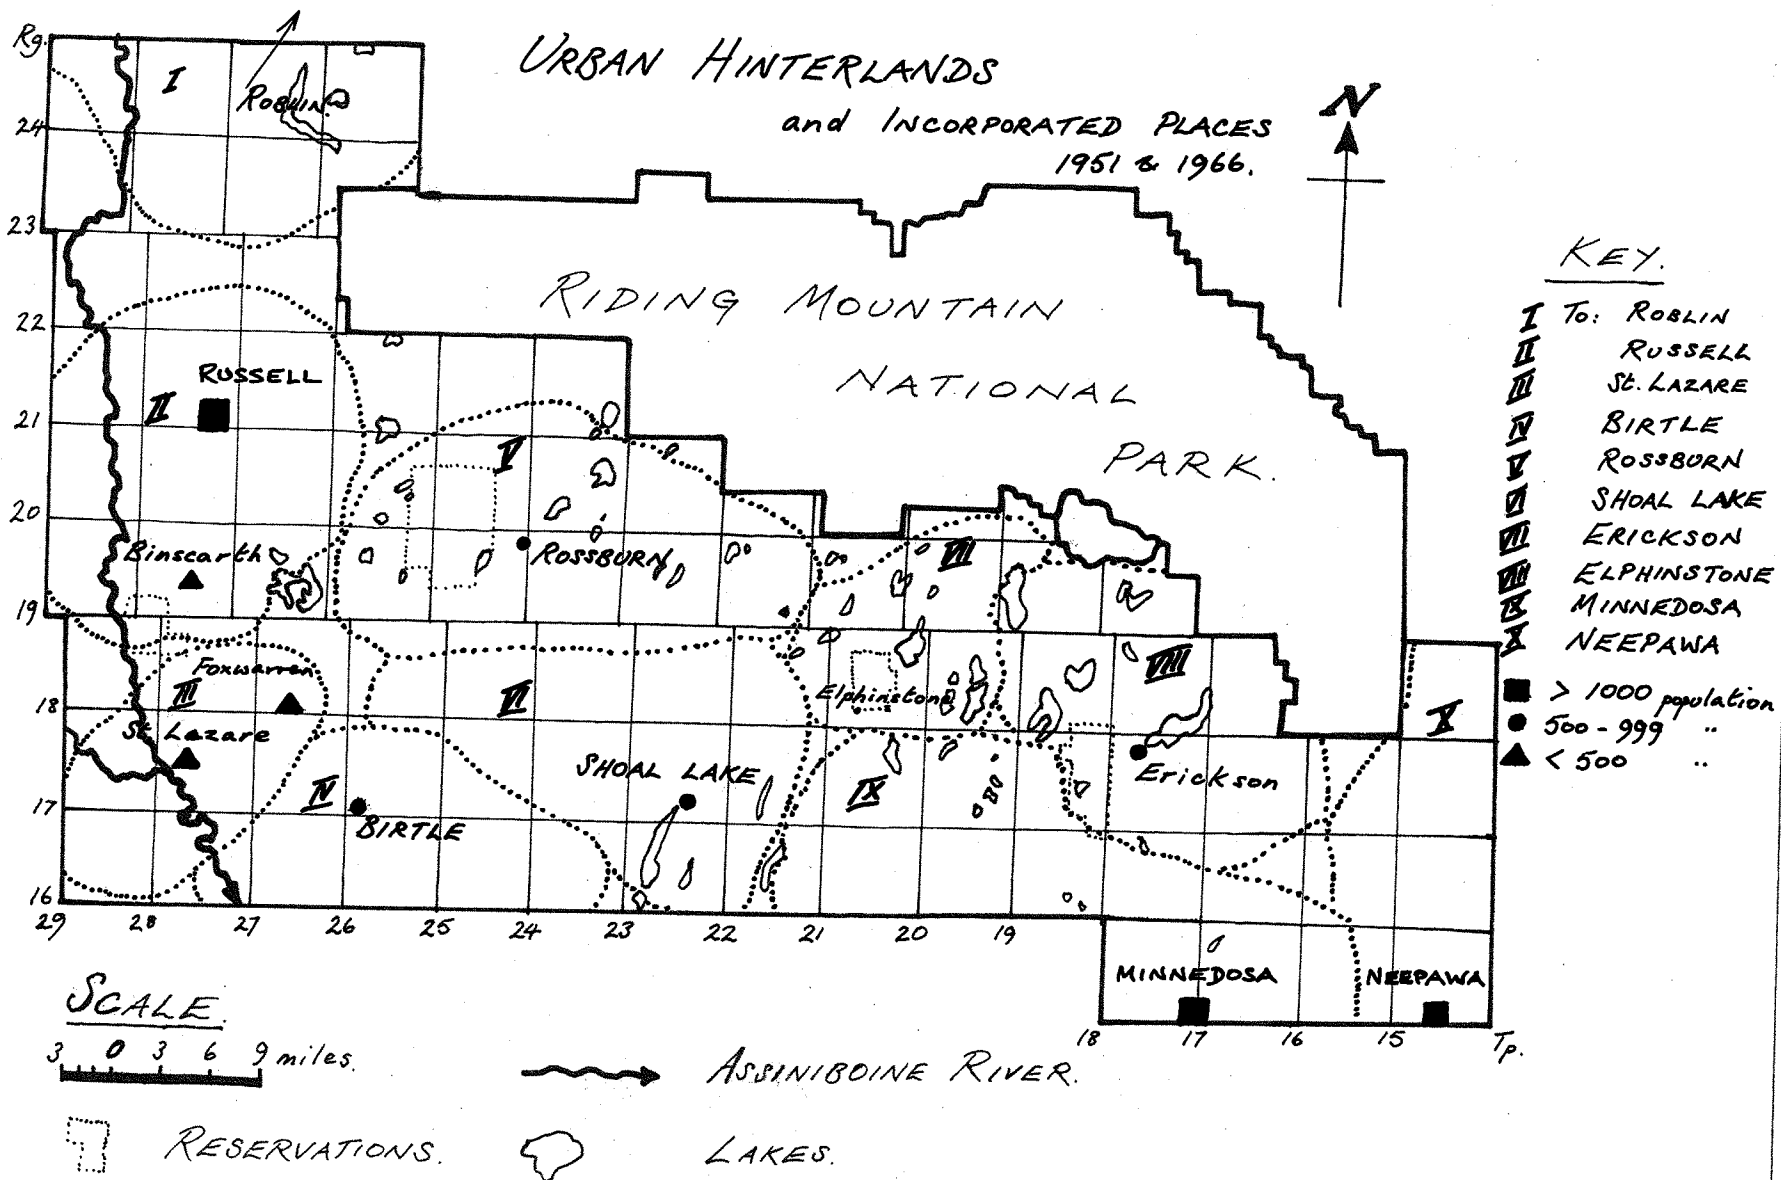 URBAN HINTERLANDS
and INCORPORATED PLACES
1951 & 1966.
Rg.
I
ROBLIN
N
24
23
22
21
20
19
18
17
16
RIDING MOUNTAIN
NATIONAL
PARK.
RUSSELL
II
V
Binscarth
ROSSBURN
VII
Foxwarren
III
St. Lazare
VI
Elphinstone
VIII
X
SHOAL LAKE
IX
Erickson
IV
BIRTLE
29 28 27 26 25 24 23 22 21 20 19
MINNEDOSA
NEEPAWA
18 17 16 15 Tp.
KEY.
I To: ROBLIN
II RUSSELL
III St. LAZARE
IV BIRTLE
V ROSSBURN
VI SHOAL LAKE
VII ERICKSON
VIII ELPHINSTONE
IX MINNEDOSA
X NEEPAWA
> 1000 population
500 - 999 "
< 500 "
SCALE.
3 0 3 6 9 miles.
ASSINIBOINE RIVER.
RESERVATIONS.
LAKES.